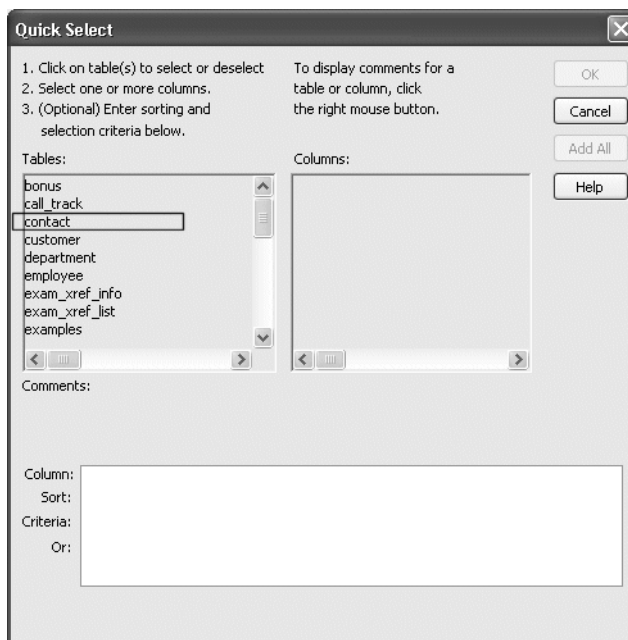 Quick Select
1. Click on table(s) to select or deselect
2. Select one or more columns.
3. (Optional) Enter sorting and
selection criteria below.
To display comments for a
table or column, click
the right mouse button.
OK
Cancel
Add All
Help
Tables:
bonus
call_track
contact
customer
department
employee
exam_xref_info
exam_xref_list
examples
Columns:
Comments:
Column:
Sort:
Criteria:
Or: